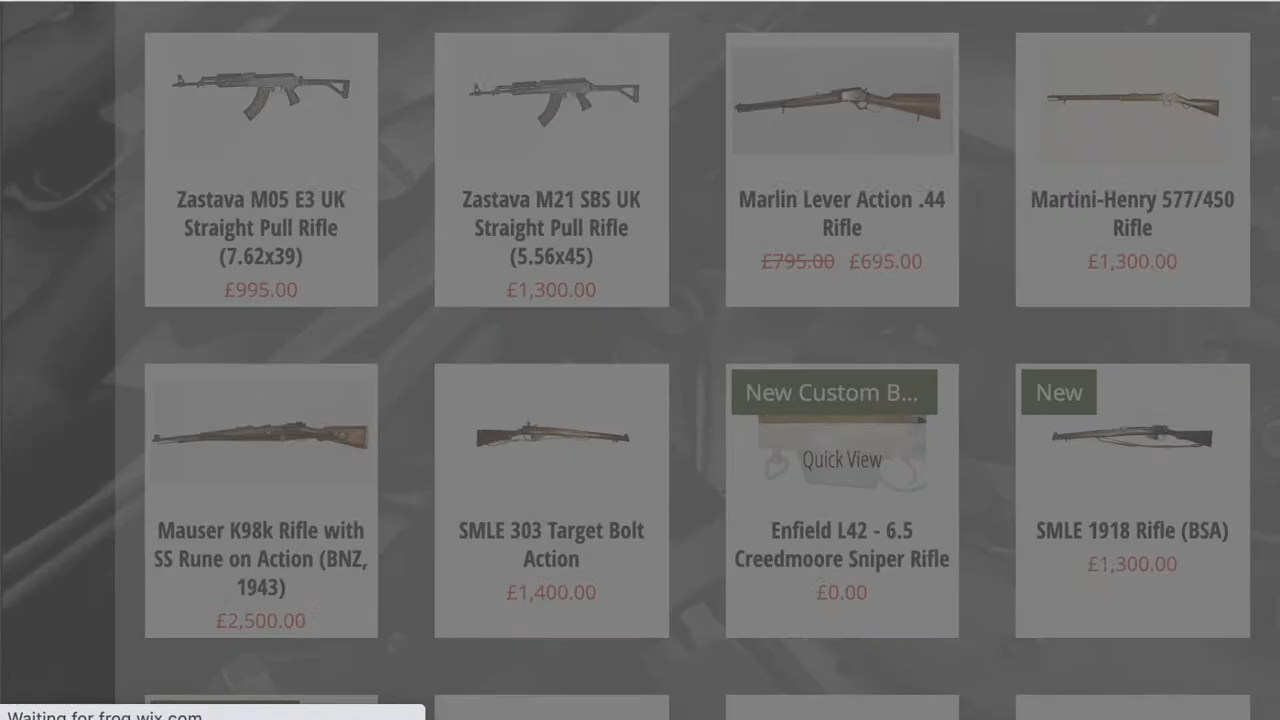 Zastava M05 E3 UK
Straight Pull Rifle
(7.62x39)
£995.00
Zastava M21 SBS UK
Straight Pull Rifle
(5.56x45)
£1,300.00
Marlin Lever Action .44
Rifle
£795.00 £695.00
Martini-Henry 577/450
Rifle
£1,300.00
Mauser K98k Rifle with
SS Rune on Action (BNZ,
1943)
£2,500.00
SMLE 303 Target Bolt
Action
£1,400.00
New Custom B...
Quick View
Enfield L42 - 6.5
Creedmoore Sniper Rifle
£0.00
New
SMLE 1918 Rifle (BSA)
£1,300.00
Waiting for frog.wix.com